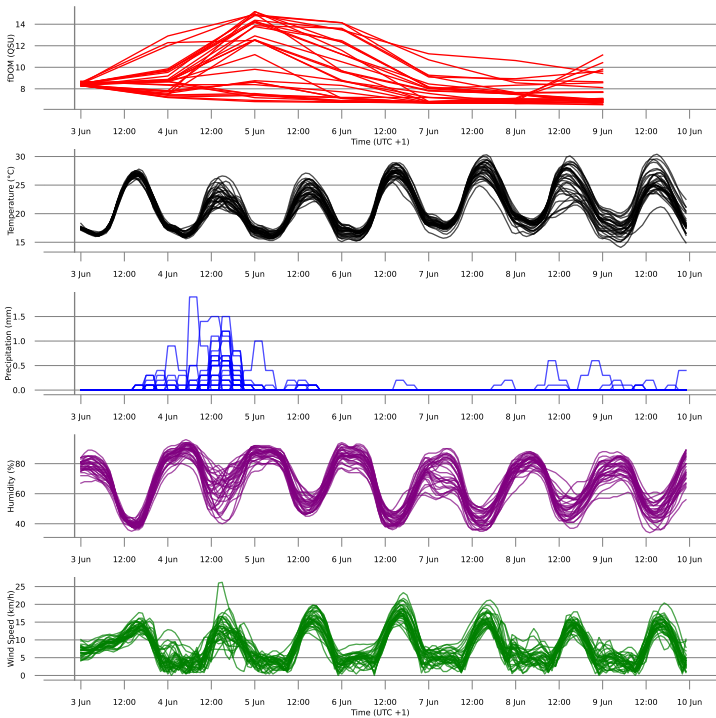 14
12
10
8
fDOM (QSU)
3 Jun 12:00 4 Jun 12:00 5 Jun 12:00 6 Jun 12:00 7 Jun 12:00 8 Jun 12:00 9 Jun 12:00 10 Jun
Time (UTC +1)
30
25
20
15
Temperature (°C)
3 Jun 12:00 4 Jun 12:00 5 Jun 12:00 6 Jun 12:00 7 Jun 12:00 8 Jun 12:00 9 Jun 12:00 10 Jun
1.5
1.0
0.5
0.0
Precipitation (mm)
3 Jun 12:00 4 Jun 12:00 5 Jun 12:00 6 Jun 12:00 7 Jun 12:00 8 Jun 12:00 9 Jun 12:00 10 Jun
80
60
40
Humidity (%)
3 Jun 12:00 4 Jun 12:00 5 Jun 12:00 6 Jun 12:00 7 Jun 12:00 8 Jun 12:00 9 Jun 12:00 10 Jun
25
20
15
10
5
0
Wind Speed (km/h)
3 Jun 12:00 4 Jun 12:00 5 Jun 12:00 6 Jun 12:00 7 Jun 12:00 8 Jun 12:00 9 Jun 12:00 10 Jun
Time (UTC +1)